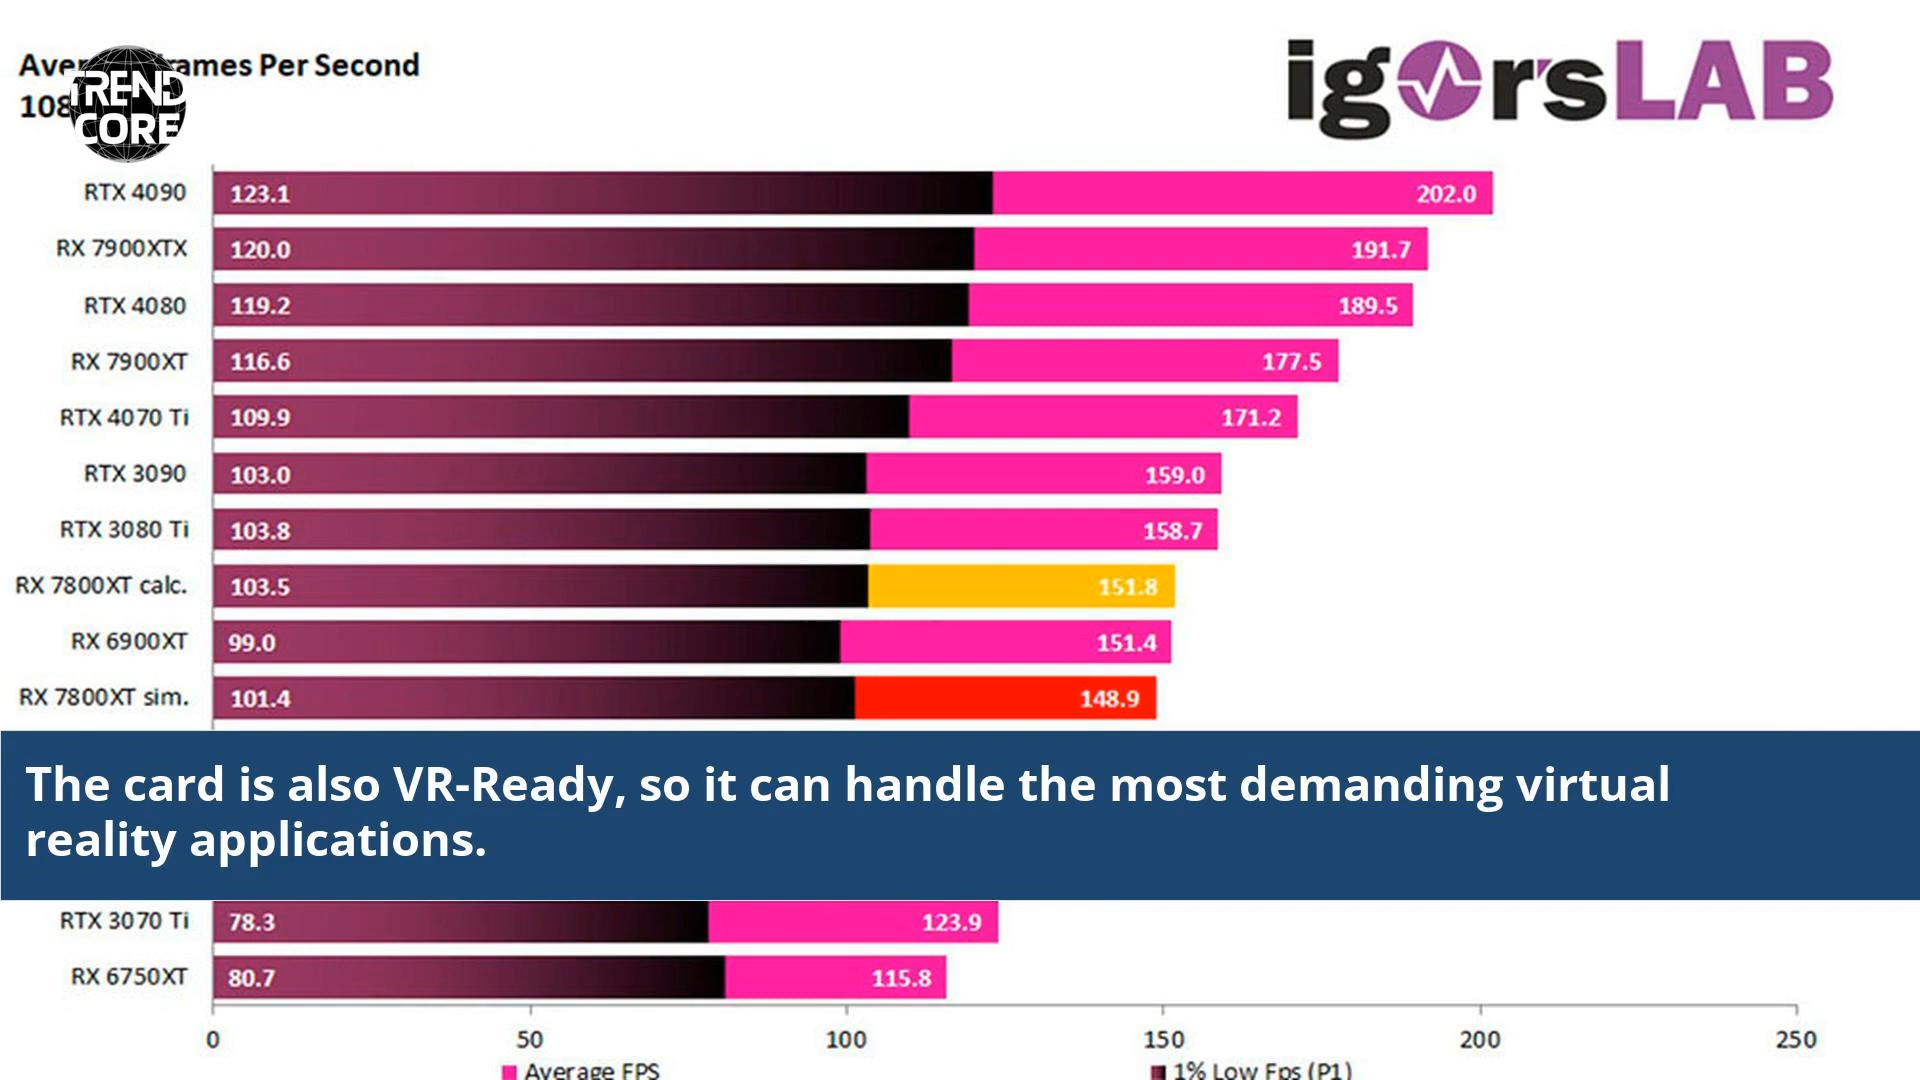 Frames Per Second
TREND
CORE
igorsLAB
RTX 4090 123.1 202.0
RX 7900XTX 120.0 191.7
RTX 4080 119.2 189.5
RX 7900XT 116.6 177.5
RTX 4070 Ti 109.9 171.2
RTX 3090 103.0 159.0
RTX 3080 Ti 103.8 158.7
RX 7800XT calc. 103.5 151.8
RX 6900XT 99.0 151.4
RX 7800XT sim. 101.4 148.9
The card is also VR-Ready, so it can handle the most demanding virtual
reality applications.
RTX 3070 Ti 78.3 123.9
RX 6750XT 80.7 115.8
0 50 100 150 200 250
Average FPS 1% Low Fps (P1)